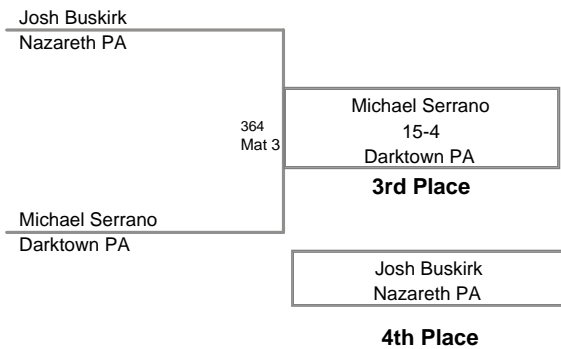 Josh Buskirk
Nazareth PA
364
Mat 3
Michael Serrano
15-4
Darktown PA
3rd Place
Michael Serrano
Darktown PA
Josh Buskirk
Nazareth PA
4th Place